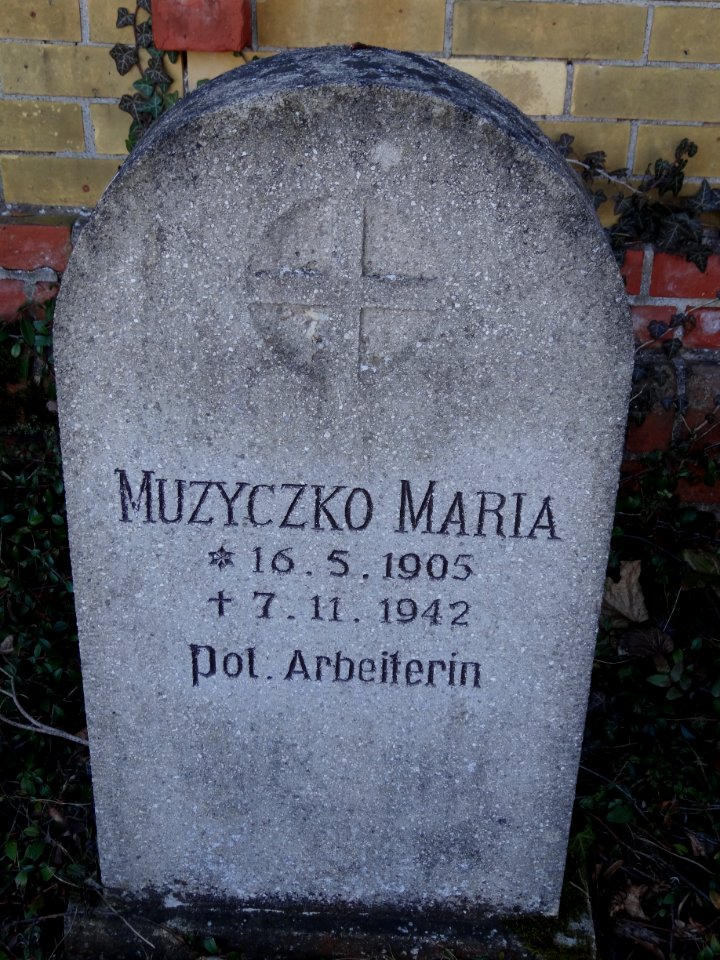 MUZYCZKO MARIA
* 16.5.1905
† 7.11.1942
Pol. Arbeiterin